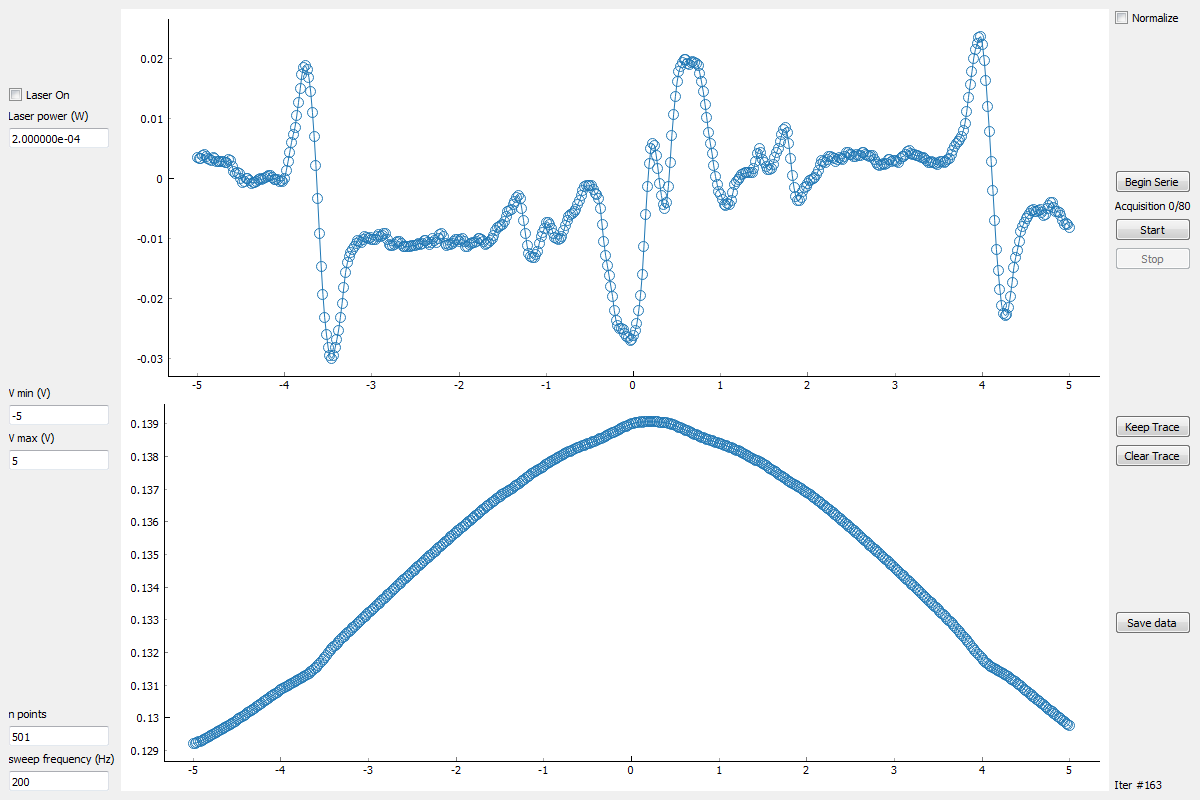 Normalize
Laser On
Laser power (W)
2.000000e-04
0.02
0.01
0
-0.01
-0.02
-0.03
-5 -4 -3 -2 -1 0 1 2 3 4 5
Begin Serie
Acquisition 0/80
Start
Stop
V min (V)
-5
V max (V)
5
Keep Trace
Clear Trace
0.139
0.138
0.137
0.136
0.135
0.134
0.133
0.132
0.131
0.13
0.129
-5 -4 -3 -2 -1 0 1 2 3 4 5
Save data
n points
501
sweep frequency (Hz)
200
Iter #163